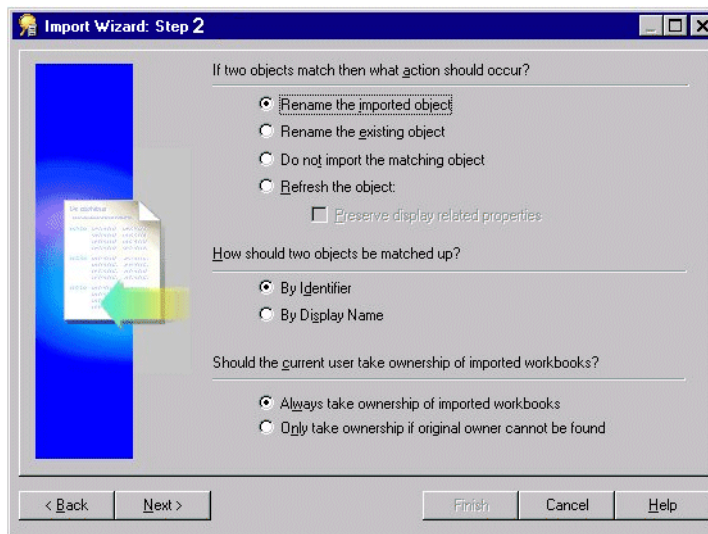 Import Wizard: Step 2
If two objects match then what action should occur?
Rename the imported object
Rename the existing object
Do not import the matching object
Refresh the object:
Preserve display related properties
How should two objects be matched up?
By Identifier
By Display Name
Should the current user take ownership of imported workbooks?
Always take ownership of imported workbooks
Only take ownership if original owner cannot be found
< Back
Next >
Finish
Cancel
Help